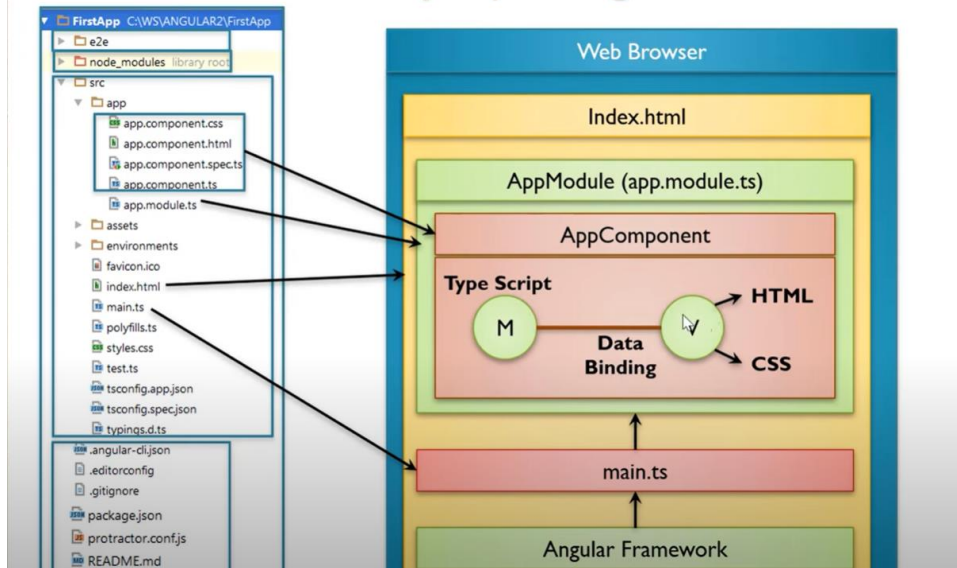 FirstApp C:\WS\ANGULAR2\FirstApp
e2e
node_modules library root
src
app
app.component.css
app.component.html
app.component.spec.ts
app.component.ts
app.module.ts
assets
environments
favicon.ico
index.html
main.ts
polyfills.ts
styles.css
test.ts
tsconfig.app.json
tsconfig.spec.json
typings.d.ts
.angular-cli.json
.editorconfig
.gitignore
package.json
protractor.conf.js
README.md
Web Browser
Index.html
AppModule (app.module.ts)
AppComponent
Type Script
M
V
HTML
Data
Binding
CSS
main.ts
Angular Framework